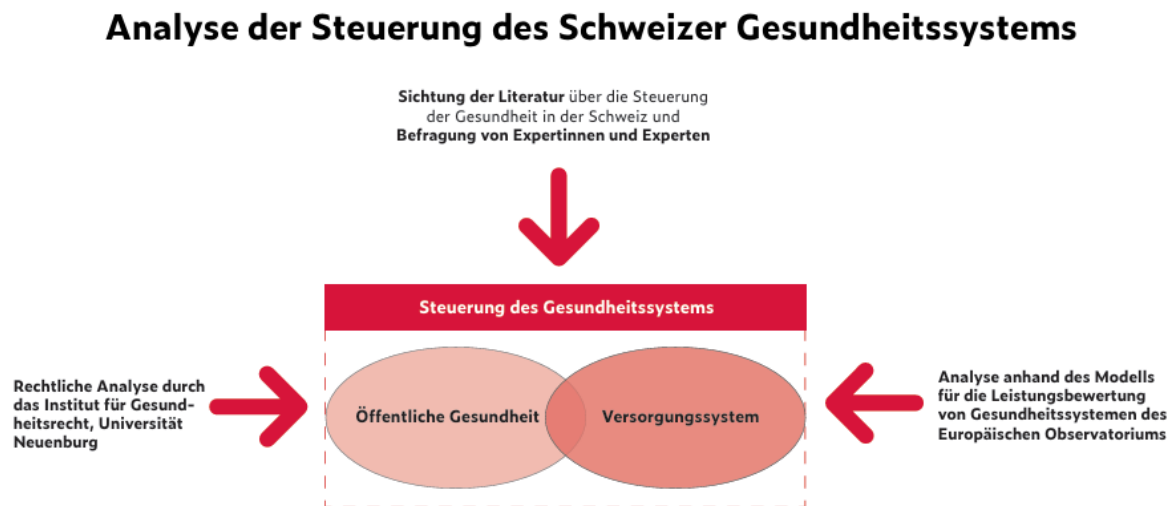 Analyse der Steuerung des Schweizer Gesundheitssystems
Sichtung der Literatur über die Steuerung
der Gesundheit in der Schweiz und
Befragung von Expertinnen und Experten
Steuerung des Gesundheitssystems
Rechtliche Analyse durch
das Institut für Gesund-
heitsrecht, Universität
Neuenburg
Öffentliche Gesundheit
Versorgungssystem
Analyse anhand des Modells
für die Leistungsbewertung
von Gesundheitssystemen des
Europäischen Observatoriums